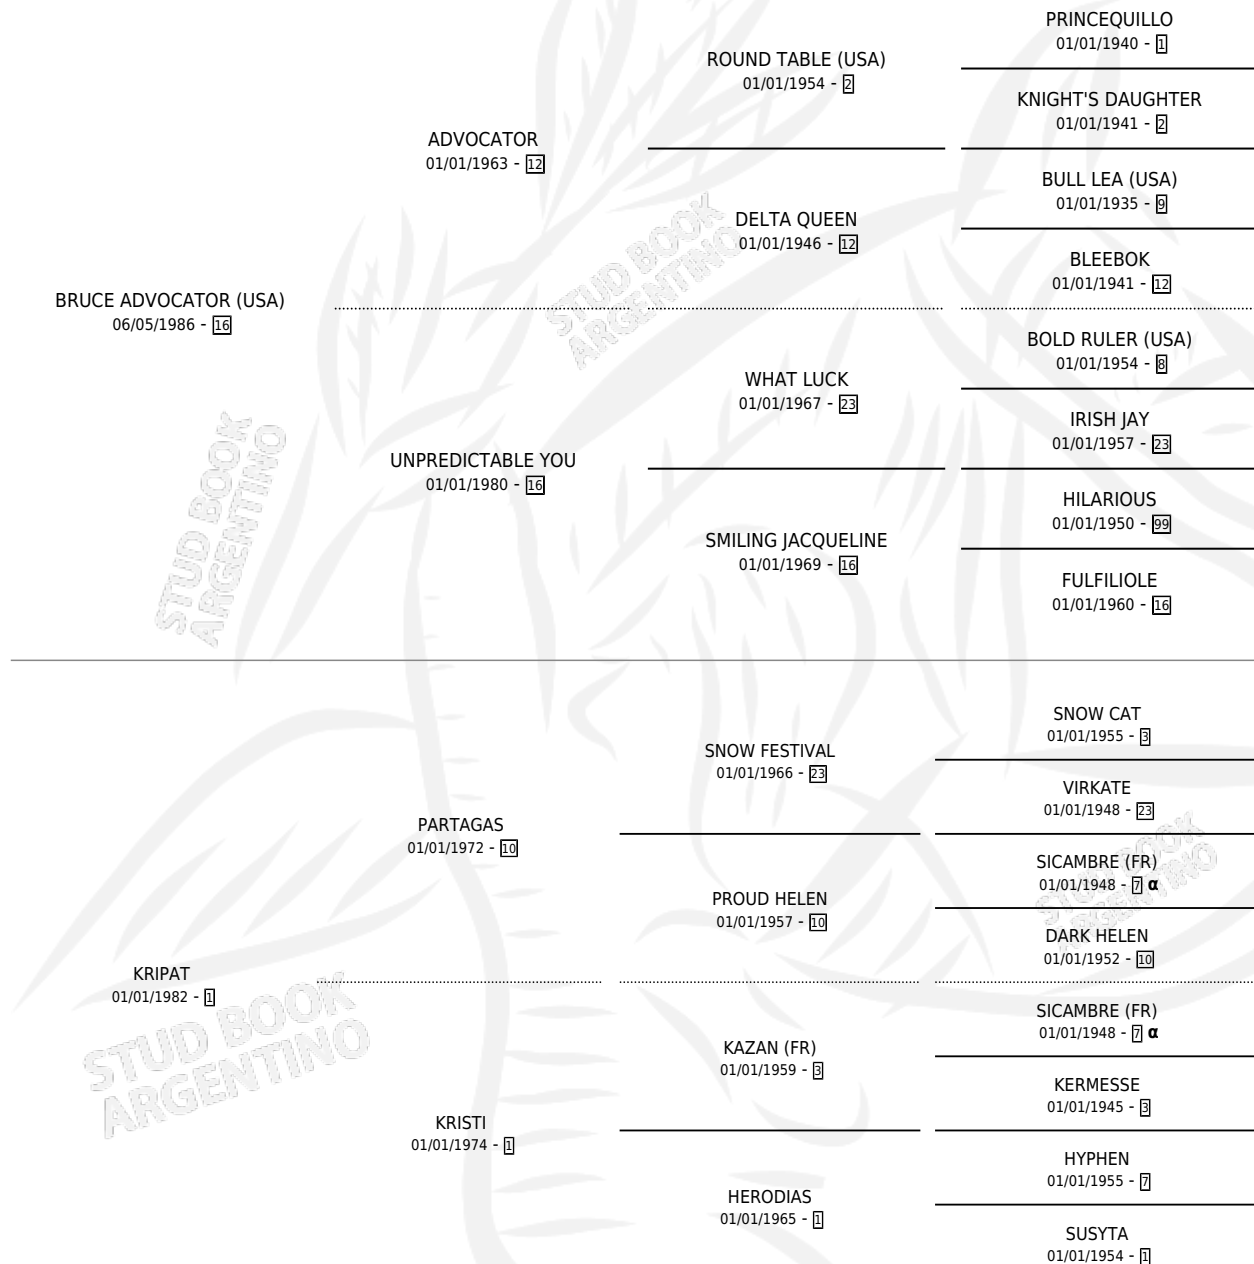 PRINCEQUILLO
01/01/1940 - 1
ROUND TABLE (USA)
01/01/1954 - 2
KNIGHT'S DAUGHTER
01/01/1941 - 2
ADVOCATOR
01/01/1963 - 12
BULL LEA (USA)
01/01/1935 - 9
DELTA QUEEN
01/01/1946 - 12
BLEEBOK
01/01/1941 - 12
BRUCE ADVOCATOR (USA)
06/05/1986 - 16
BOLD RULER (USA)
01/01/1954 - 8
WHAT LUCK
01/01/1967 - 23
IRISH JAY
01/01/1957 - 23
UNPREDICTABLE YOU
01/01/1980 - 16
HILARIOUS
01/01/1950 - 99
SMILING JACQUELINE
01/01/1969 - 16
FULFILIOLE
01/01/1960 - 16
SNOW CAT
01/01/1955 - 3
SNOW FESTIVAL
01/01/1966 - 23
VIRKATE
01/01/1948 - 23
PARTAGAS
01/01/1972 - 10
SICAMBRE (FR)
01/01/1948 - 7 α
PROUD HELEN
01/01/1957 - 10
DARK HELEN
01/01/1952 - 10
KRIPAT
01/01/1982 - 1
SICAMBRE (FR)
01/01/1948 - 7 α
KAZAN (FR)
01/01/1959 - 3
KERMESSE
01/01/1945 - 3
KRISTI
01/01/1974 - 1
HYPHEN
01/01/1955 - 7
HERODIAS
01/01/1965 - 1
SUSYTA
01/01/1954 - 1
STUD BOOK
ARGENTINO
STUD BOOK
ARGENTINO
STUD BOOK
ARGENTINO
STUD BOOK
ARGENTINO